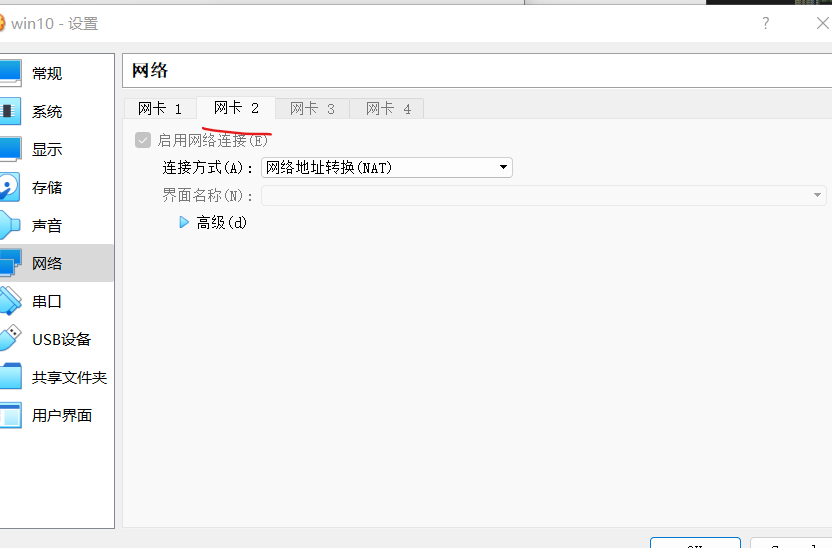 win10 - 设置
?
常规
系统
显示
存储
声音
网络
串口
USB设备
共享文件夹
用户界面
网络
网卡 1 网卡 2 网卡 3 网卡 4
启用网络连接(E)
连接方式(A): 网络地址转换(NAT)
界面名称(N):
高级(d)